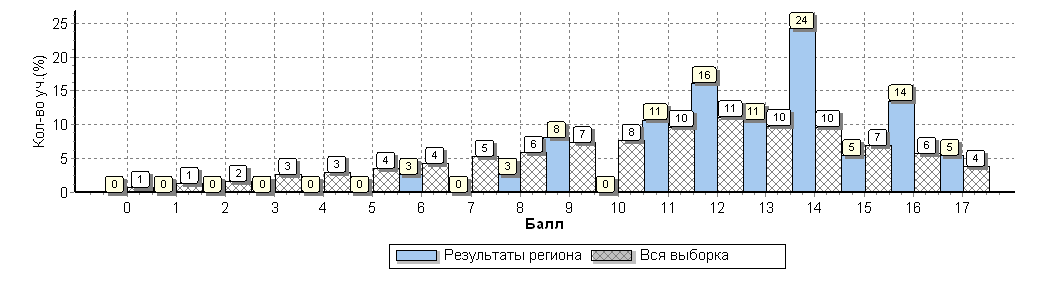 Кол-во уч.(%)
25
20
15
10
5
0
0 1 0 1 0 2 0 3 0 3 0 4 3 4 0 5 3 6 8 7 0 8 11 10 16 11 11 10 24 10 5 7 14 6 5 4
0 1 2 3 4 5 6 7 8 9 10 11 12 13 14 15 16 17
Балл
Результаты региона Вся выборка